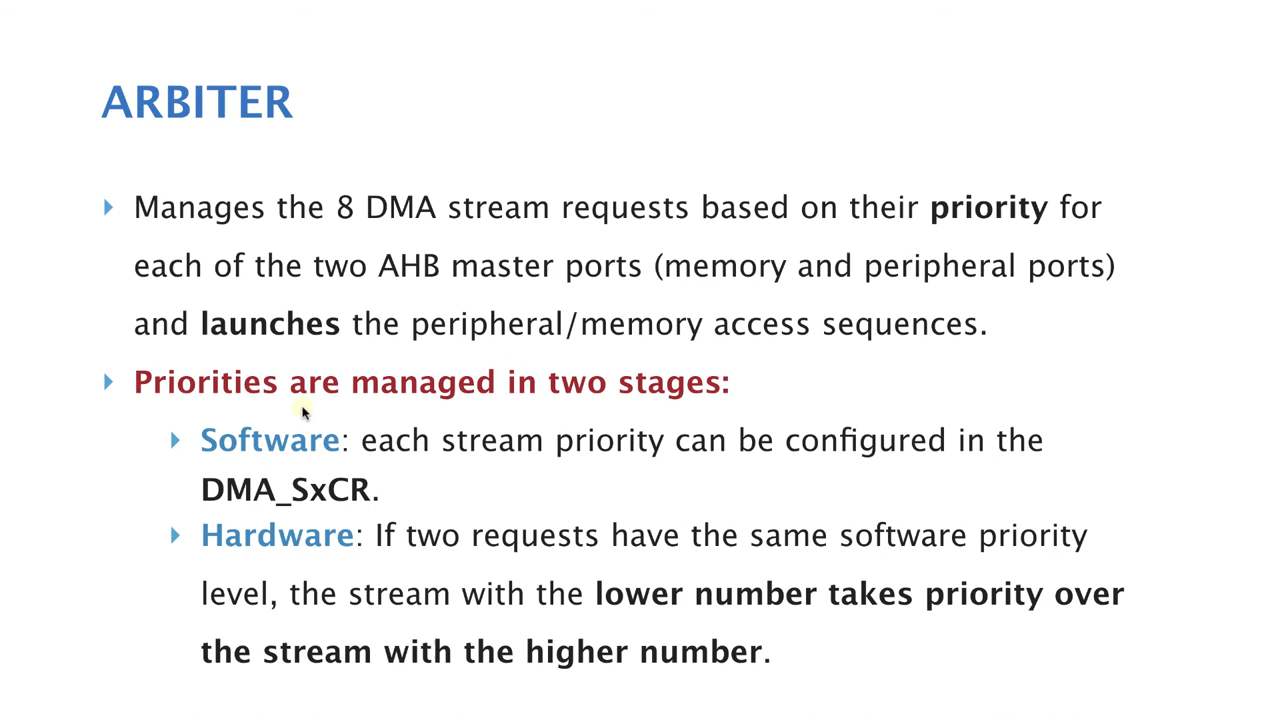 ARBITER
Manages the 8 DMA stream requests based on their priority for
each of the two AHB master ports (memory and peripheral ports)
and launches the peripheral/memory access sequences.
Priorities are managed in two stages:
Software: each stream priority can be configured in the
DMA_SxCR.
Hardware: If two requests have the same software priority
level, the stream with the lower number takes priority over
the stream with the higher number.